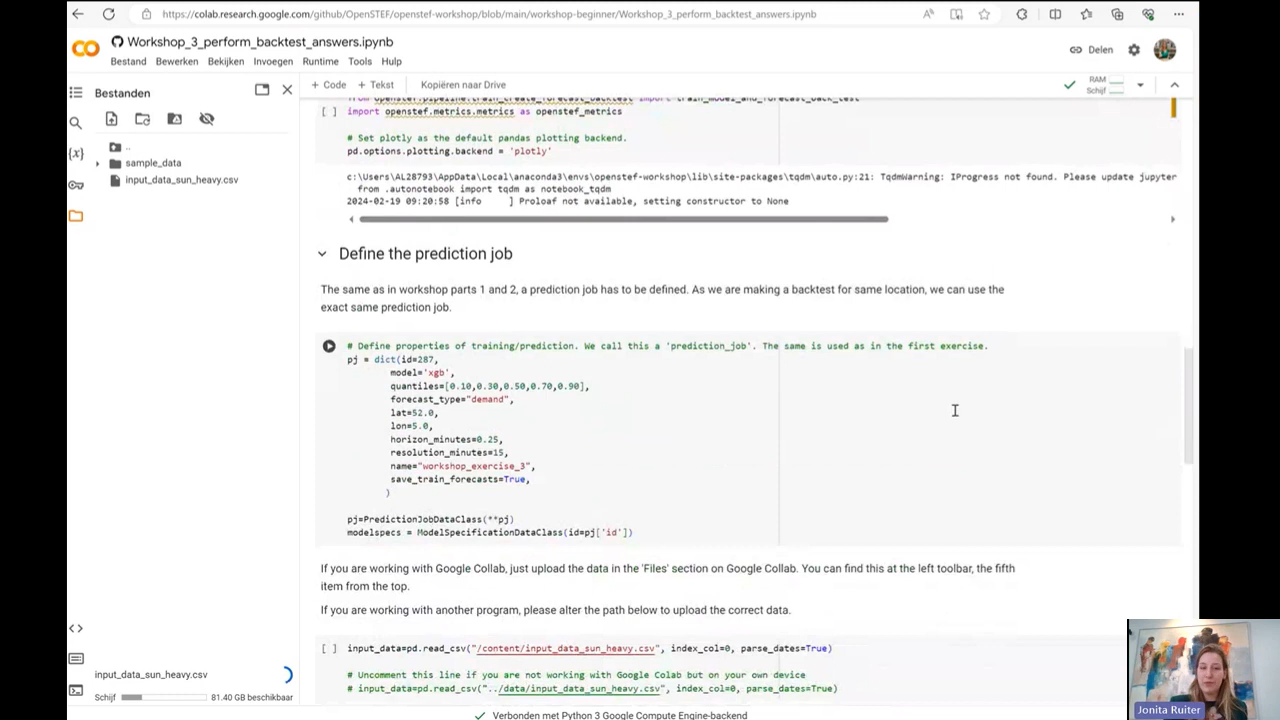 https://colab.research.google.com/github/OpenSTEF/openstef-workshop/blob/main/workshop-beginner/Workshop_3_perform_backtest_answers.ipynb
Workshop_3_perform_backtest_answers.ipynb
Bestand Bewerken Bekijken Invoegen Runtime Tools Help
Delen
Bestanden
+ Code + Tekst Kopiëren naar Drive
RAM
Schijf
..
sample_data
input_data_sun_heavy.csv
from openstef.pipeline.train_create_forecast_backtest import train_model_and_forecast_back_test
[ ] import openstef.metrics.metrics as openstef_metrics
# Set plotly as the default pandas plotting backend.
pd.options.plotting.backend = 'plotly'
c:\Users\AL28793\AppData\Local\anaconda3\envs\openstef-workshop\lib\site-packages\tqdm\auto.py:21: TqdmWarning: IProgress not found. Please update jupyter
from .autonotebook import tqdm as notebook_tqdm
2024-02-19 09:20:58 [info ] Proloaf not available, setting constructor to None
Define the prediction job
The same as in workshop parts 1 and 2, a prediction job has to be defined. As we are making a backtest for same location, we can use the
exact same prediction job.
# Define properties of training/prediction. We call this a 'prediction_job'. The same is used as in the first exercise.
pj = dict(id=287,
model='xgb',
quantiles=[0.10,0.30,0.50,0.70,0.90],
forecast_type="demand",
lat=52.0,
lon=5.0,
horizon_minutes=0.25,
resolution_minutes=15,
name="workshop_exercise_3",
save_train_forecasts=True,
)
pj=PredictionJobDataClass(**pj)
modelspecs = ModelSpecificationDataClass(id=pj['id'])
If you are working with Google Collab, just upload the data in the 'Files' section on Google Collab. You can find this at the left toolbar, the fifth
item from the top.
If you are working with another program, please alter the path below to upload the correct data.
[ ] input_data=pd.read_csv("/content/input_data_sun_heavy.csv", index_col=0, parse_dates=True)
# Uncomment this line if you are not working with Google Colab but on your own device
# input_data=pd.read_csv("../data/input_data_sun_heavy.csv", index_col=0, parse_dates=True)
input_data_sun_heavy.csv
Schijf 81.40 GB beschikbaar
Verbonden met Python 3 Google Compute Engine-backend
Jonita Ruiter